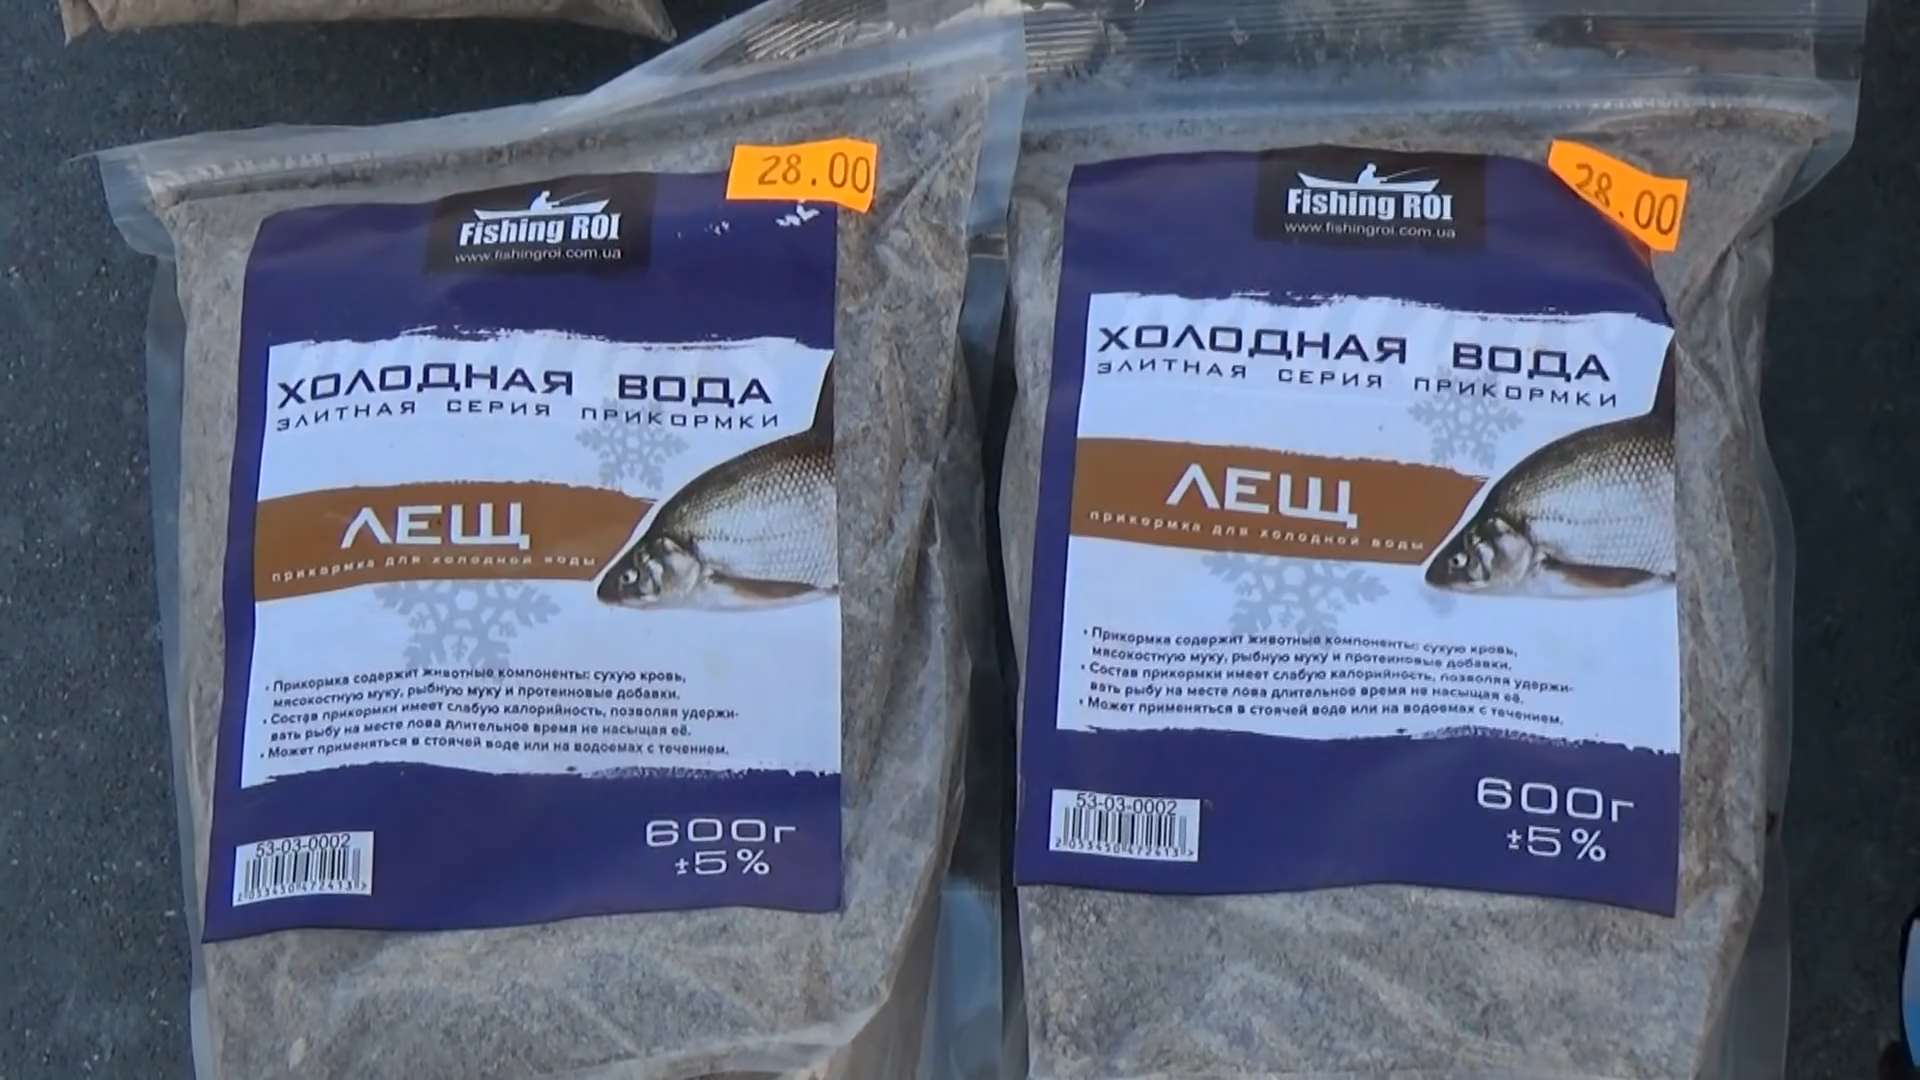 28.00
Fishing ROI
www.fishingroi.com.ua
ХОЛОДНАЯ ВОДА
ЭЛИТНАЯ СЕРИЯ ПРИКОРМКИ
ЛЕЩ
прикормка для холодной воды
• Прикормка содержит животные компоненты: сухую кровь,
мясокостную муку, рыбную муку и протеиновые добавки.
• Состав прикормки имеет слабую калорийность, позволяя удержи-
вать рыбу на месте лова длительное время не насыщая её.
• Может применяться в стоячей воде или на водоемах с течением.
53-03-0002
2 053450 472413 >
600г
±5%
28.00
Fishing ROI
www.fishingroi.com.ua
ХОЛОДНАЯ ВОДА
ЭЛИТНАЯ СЕРИЯ ПРИКОРМКИ
ЛЕЩ
прикормка для холодной воды
• Прикормка содержит животные компоненты: сухую кровь,
мясокостную муку, рыбную муку и протеиновые добавки.
• Состав прикормки имеет слабую калорийность, позволяя удержи-
вать рыбу на месте лова длительное время не насыщая её.
• Может применяться в стоячей воде или на водоемах с течением.
53-03-0002
2 053450 472413 >
600г
±5%